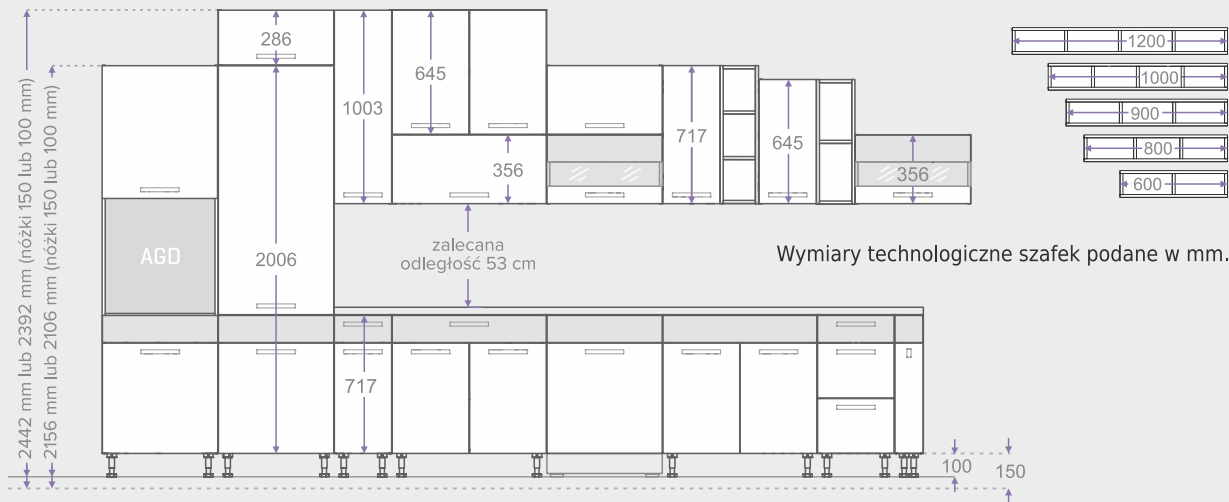 2442 mm lub 2392 mm (nóżki 150 lub 100 mm)
2156 mm lub 2106 mm (nóżki 150 lub 100 mm)
286
645
1003
717
645
356
356
AGD
2006
zalecana
odległość 53 cm
717
1200
1000
900
800
600
Wymiary technologiczne szafek podane w mm.
100
150